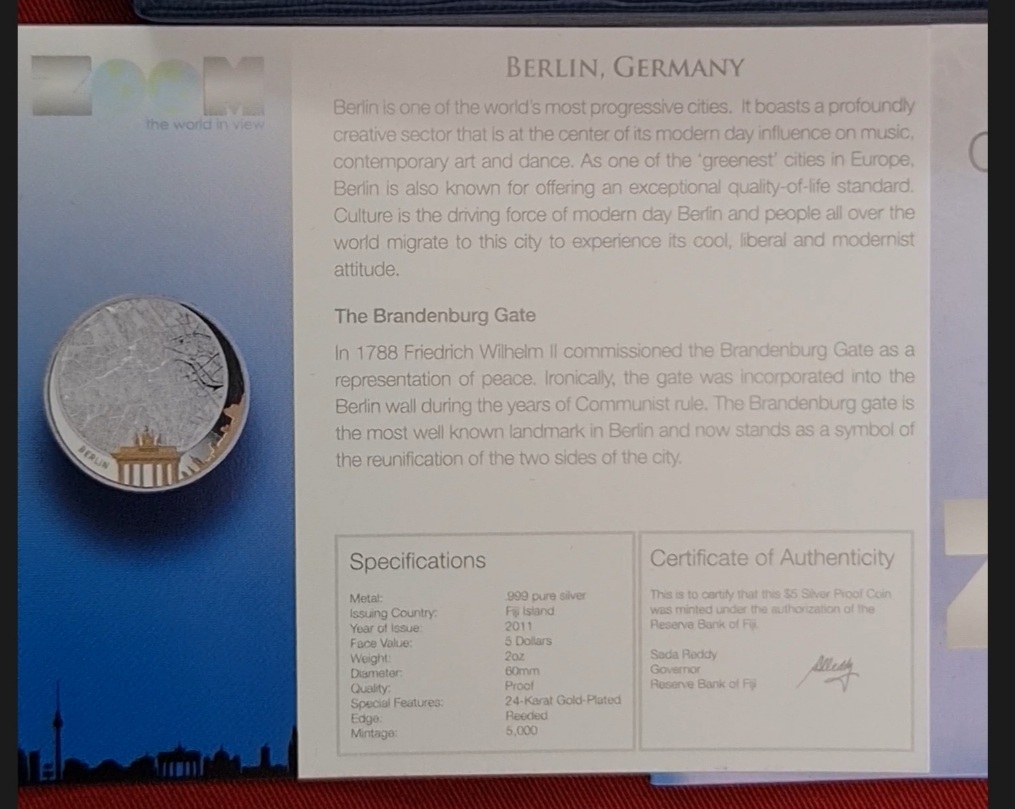 ZOOM
the world in view
BERLIN
BERLIN, GERMANY
Berlin is one of the world's most progressive cities. It boasts a profoundly
creative sector that is at the center of its modern day influence on music,
contemporary art and dance. As one of the 'greenest' cities in Europe,
Berlin is also known for offering an exceptional quality-of-life standard.
Culture is the driving force of modern day Berlin and people all over the
world migrate to this city to experience its cool, liberal and modernist
attitude.
The Brandenburg Gate
In 1788 Friedrich Wilhelm II commissioned the Brandenburg Gate as a
representation of peace. Ironically, the gate was incorporated into the
Berlin wall during the years of Communist rule. The Brandenburg gate is
the most well known landmark in Berlin and now stands as a symbol of
the reunification of the two sides of the city.
Specifications
Metal: .999 pure silver
Issuing Country: Fiji Island
Year of Issue: 2011
Face Value: 5 Dollars
Weight: 2oz
Diameter: 60mm
Quality: Proof
Special Features: 24-Karat Gold-Plated
Edge: Reeded
Mintage: 5,000
Certificate of Authenticity
This is to certify that this $5 Silver Proof Coin
was minted under the authorization of the
Reserve Bank of Fiji.
Sada Reddy
Governor
Reserve Bank of Fiji